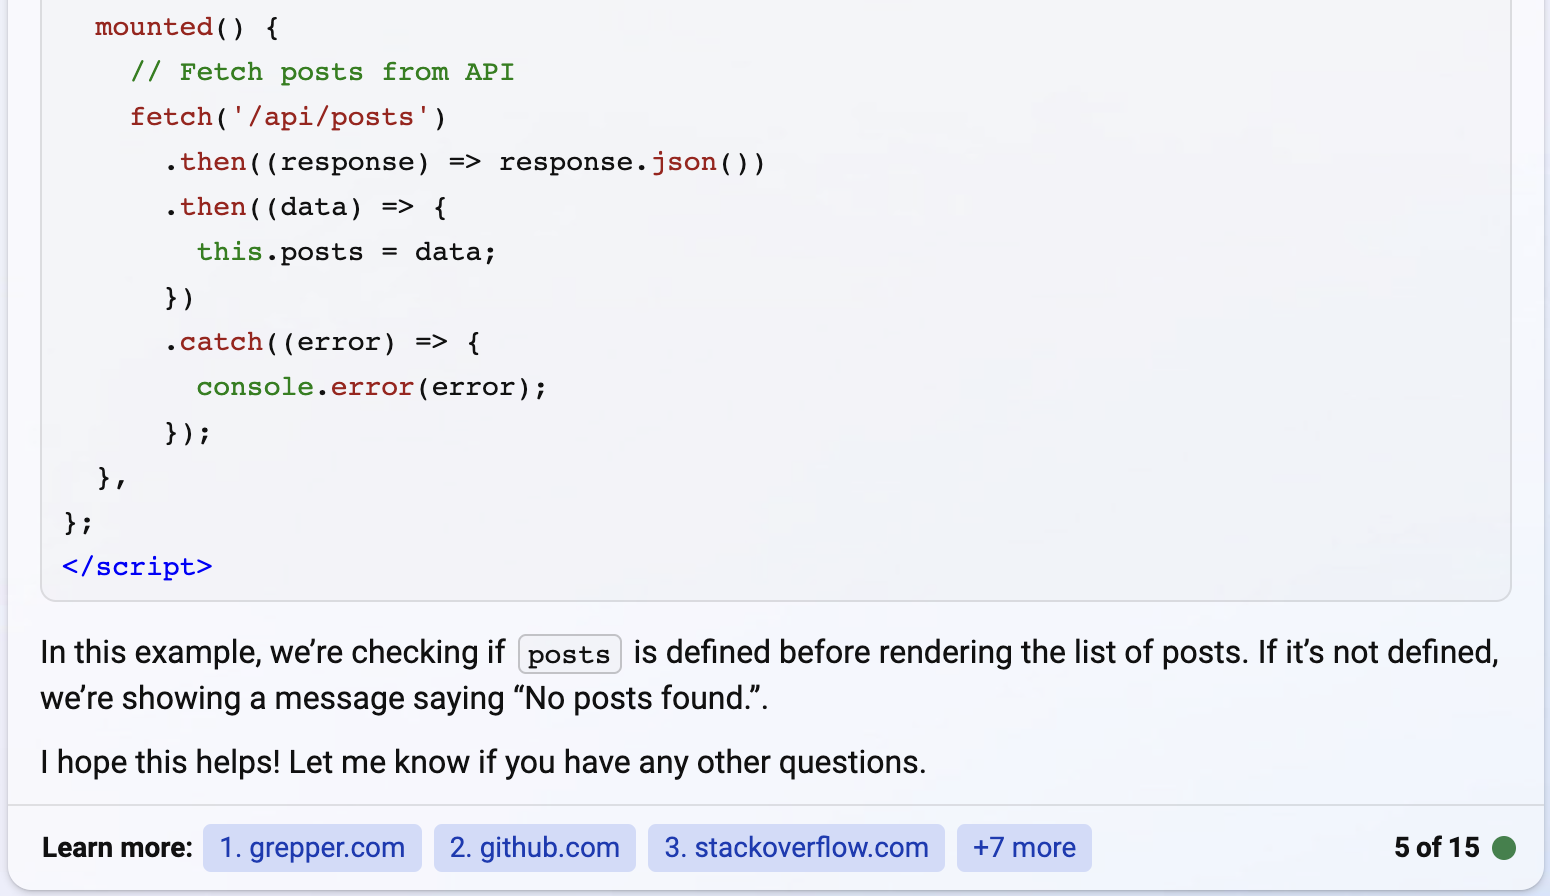 mounted() {
// Fetch posts from API
fetch('/api/posts')
.then((response) => response.json())
.then((data) => {
this.posts = data;
})
.catch((error) => {
console.error(error);
});
},
};
</script>
In this example, we’re checking if posts is defined before rendering the list of posts. If it’s not defined,
we’re showing a message saying “No posts found.”.
I hope this helps! Let me know if you have any other questions.
Learn more: 1. grepper.com 2. github.com 3. stackoverflow.com +7 more 5 of 15